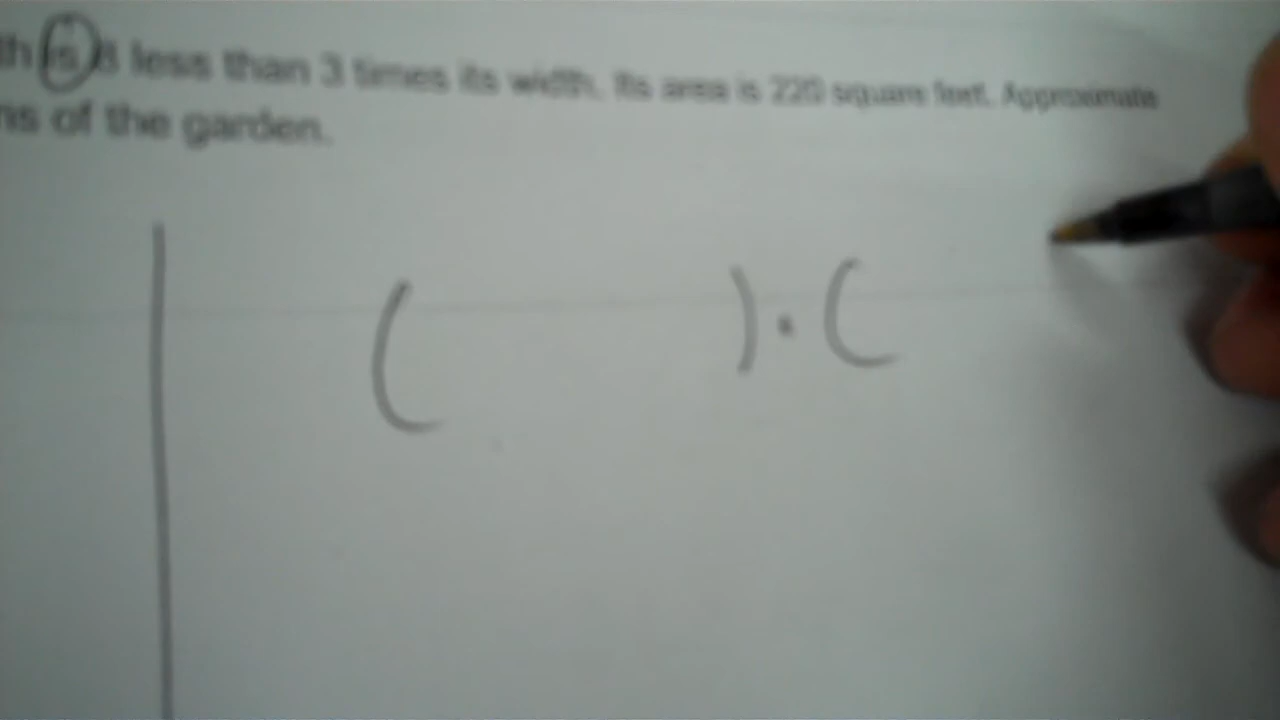 th is 8 less than 3 times its width. Its area is 220 square feet. Approximate
ns of the garden.
( ) · (